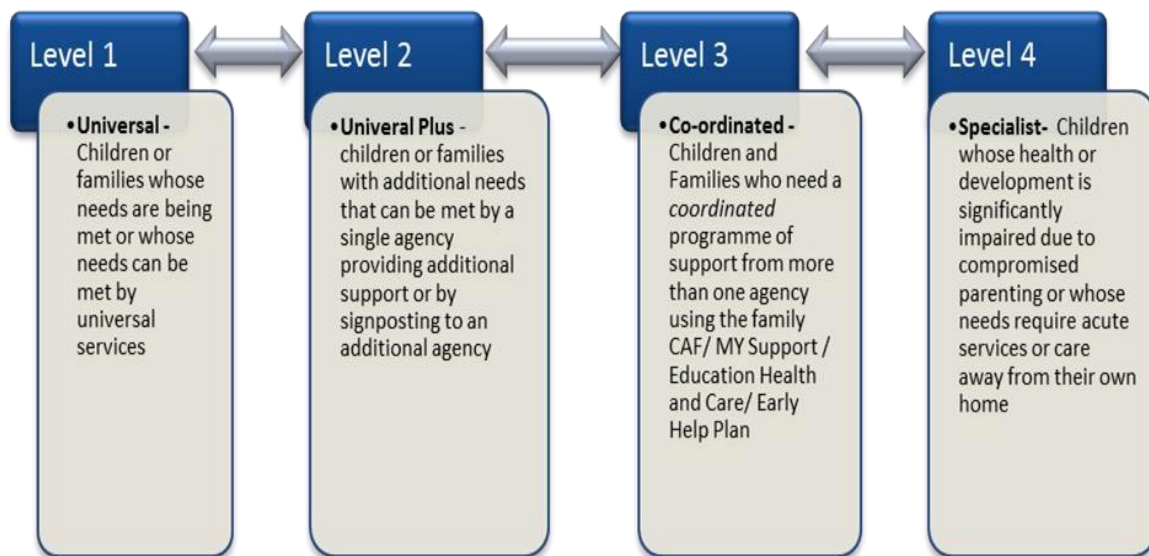 Level 1
•Universal -
Children or
families whose
needs are being
met or whose
needs can be
met by
universal
services
Level 2
•Univeral Plus -
children or families
with additional needs
that can be met by a
single agency
providing additional
support or by
signposting to an
additional agency
Level 3
•Co-ordinated -
Children and
Families who need a
coordinated
programme of
support from more
than one agency
using the family
CAF/ MY Support /
Education Health
and Care/ Early
Help Plan
Level 4
•Specialist- Children
whose health or
development is
significantly
impaired due to
compromised
parenting or whose
needs require acute
services or care
away from their own
home